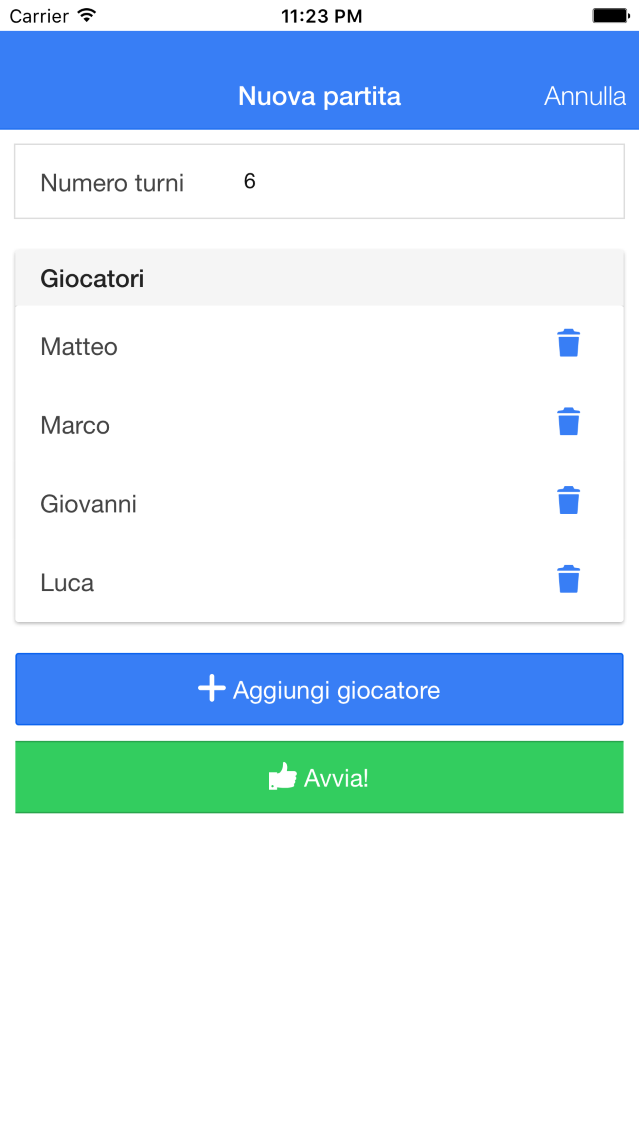 Carrier 11:23 PM
Nuova partita Annulla
Numero turni 6
Giocatori
Matteo
Marco
Giovanni
Luca
Aggiungi giocatore
Avvia!